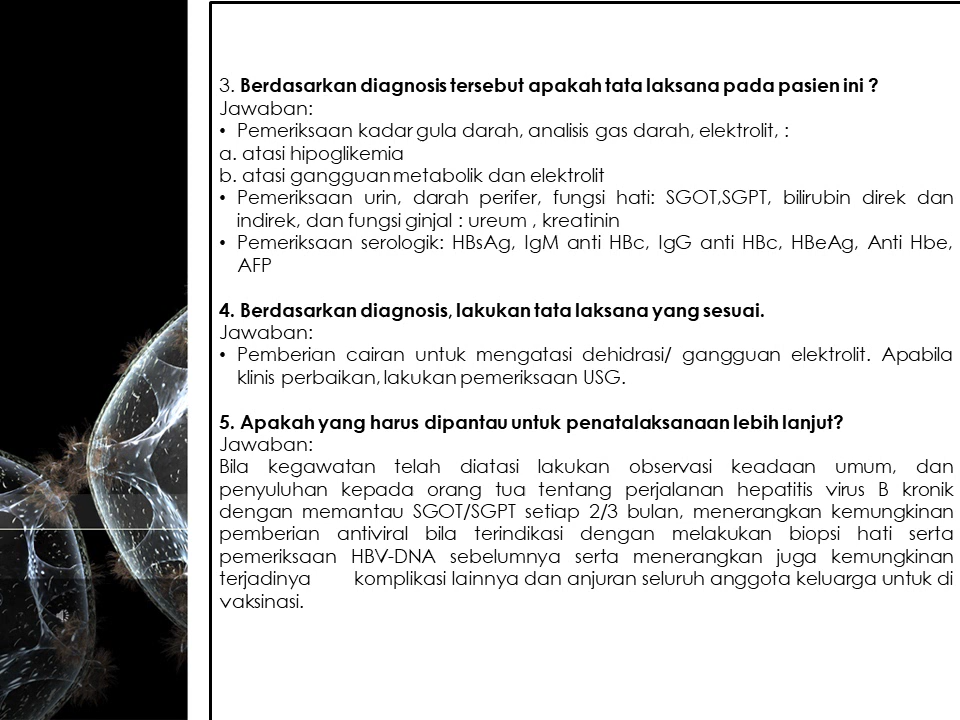 3. Berdasarkan diagnosis tersebut apakah tata laksana pada pasien ini ?
Jawaban:
• Pemeriksaan kadar gula darah, analisis gas darah, elektrolit, :
a. atasi hipoglikemia
b. atasi gangguan metabolik dan elektrolit
• Pemeriksaan urin, darah perifer, fungsi hati: SGOT,SGPT, bilirubin direk dan
indirek, dan fungsi ginjal : ureum , kreatinin
• Pemeriksaan serologik: HBsAg, IgM anti HBc, IgG anti HBc, HBeAg, Anti Hbe,
AFP
4. Berdasarkan diagnosis, lakukan tata laksana yang sesuai.
Jawaban:
• Pemberian cairan untuk mengatasi dehidrasi/ gangguan elektrolit. Apabila
klinis perbaikan, lakukan pemeriksaan USG.
5. Apakah yang harus dipantau untuk penatalaksanaan lebih lanjut?
Jawaban:
Bila kegawatan telah diatasi lakukan observasi keadaan umum, dan
penyuluhan kepada orang tua tentang perjalanan hepatitis virus B kronik
dengan memantau SGOT/SGPT setiap 2/3 bulan, menerangkan kemungkinan
pemberian antiviral bila terindikasi dengan melakukan biopsi hati serta
pemeriksaan HBV-DNA sebelumnya serta menerangkan juga kemungkinan
terjadinya komplikasi lainnya dan anjuran seluruh anggota keluarga untuk di
vaksinasi.